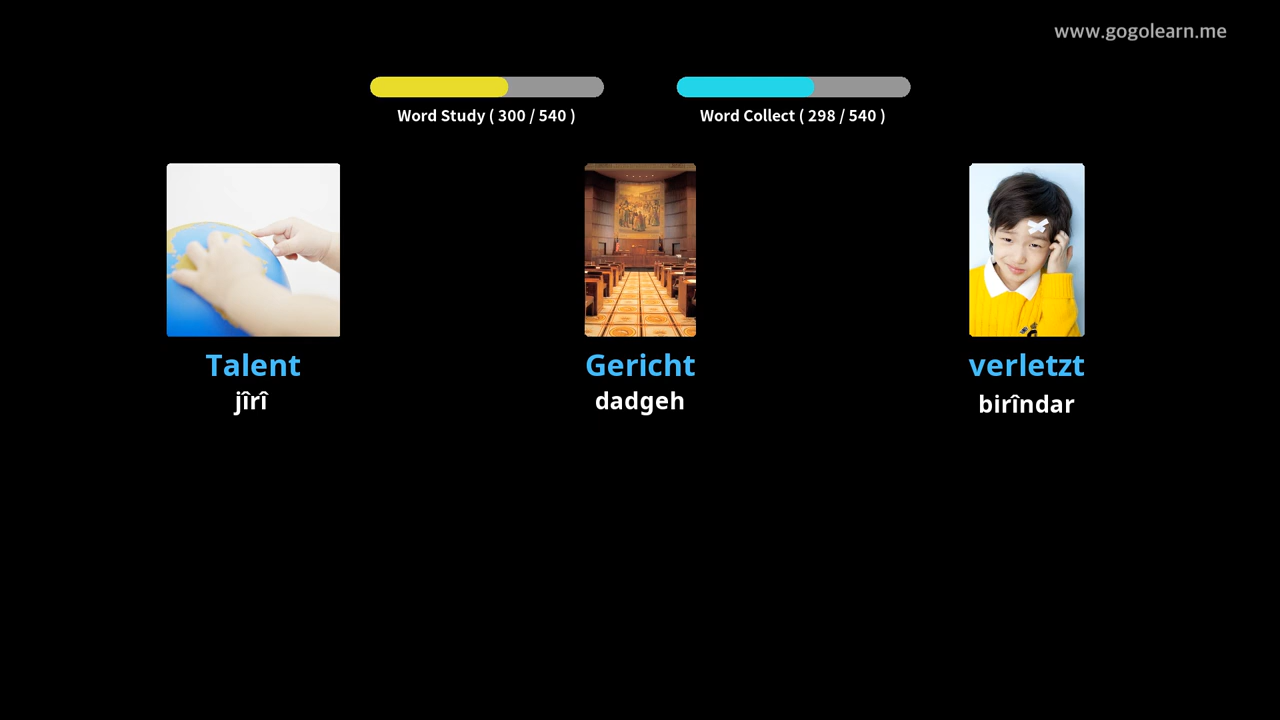 www.gogolearn.me
Word Study ( 300 / 540 )
Word Collect ( 298 / 540 )
Talent
jîrî
Gericht
dadgeh
verletzt
birîndar